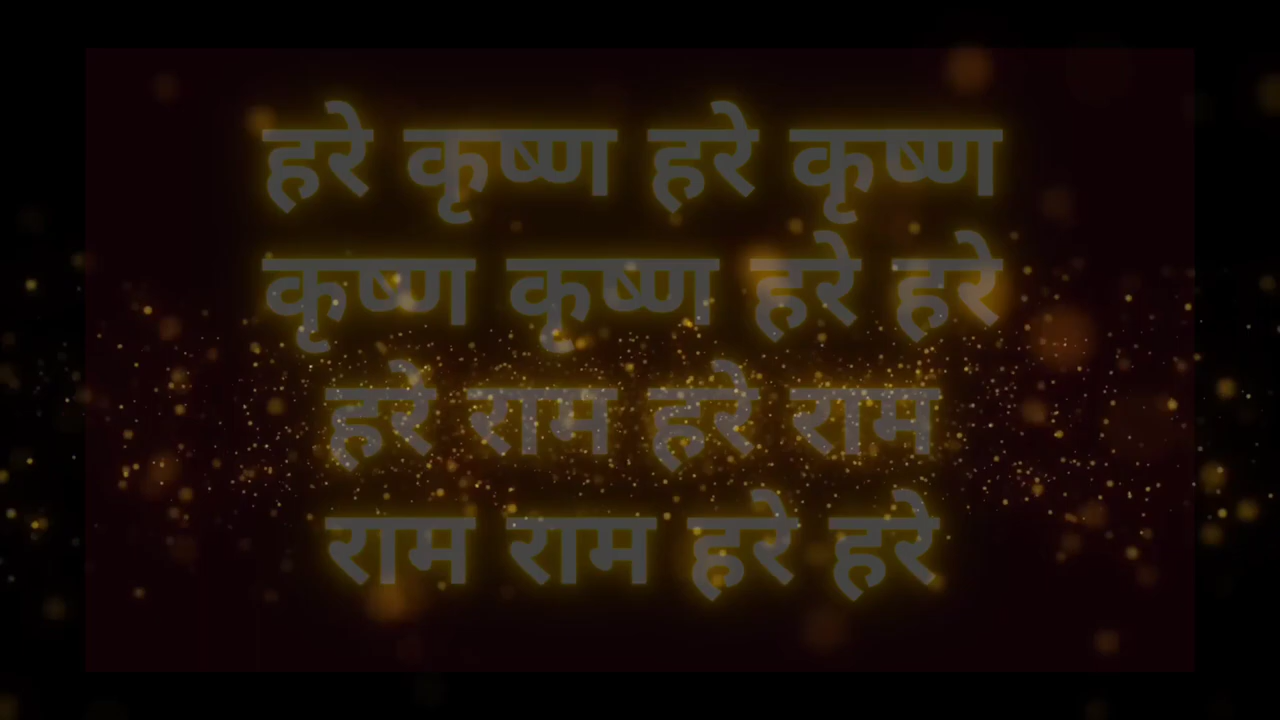 हरे कृष्ण हरे कृष्ण
कृष्ण कृष्ण हरे हरे
हरे राम हरे राम
राम राम हरे हरे